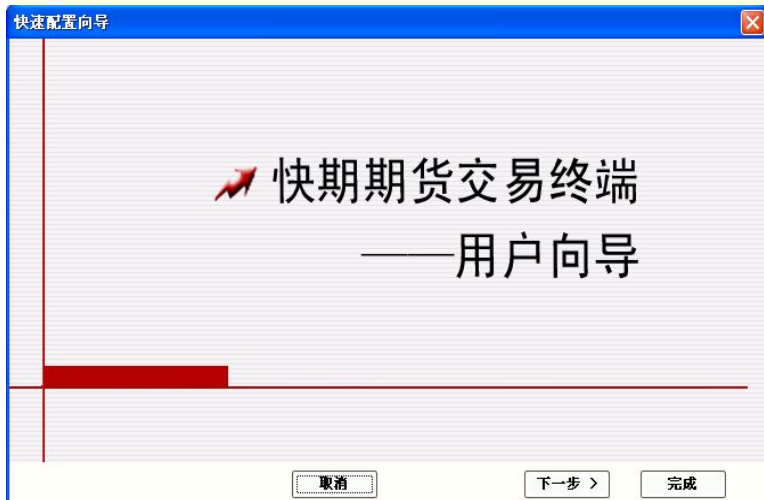 快速配置向导
快期期货交易终端
——用户向导
取消
下一步 >
完成